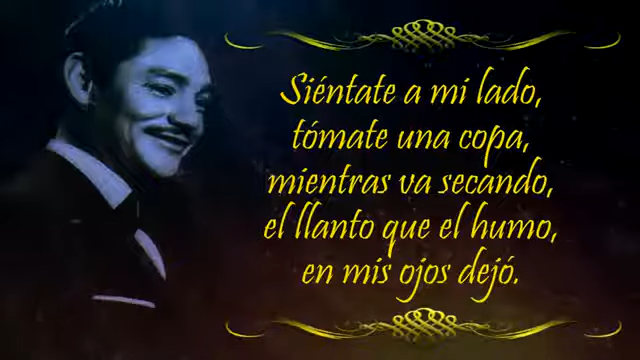 Siéntate a mi lado,
tómate una copa,
mientras va secando,
el llanto que el humo,
en mis ojos dejó.